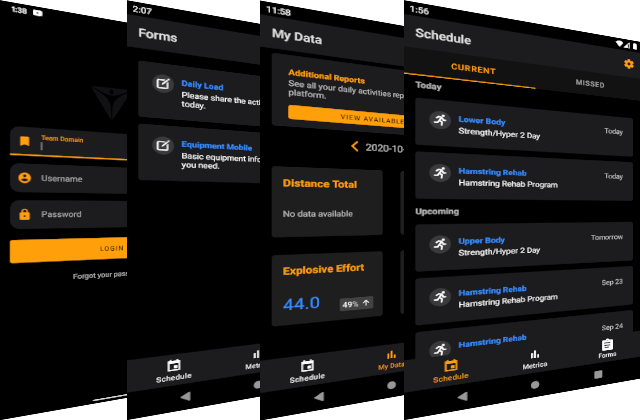 1:38
Team Domain
Username
Password
LOGIN
Forgot your pass
2:07
Forms
Daily Load
Please share the acti
today.
Equipment Mobile
Basic equipment info
you need.
Schedule
Metr
11:58
My Data
Additional Reports
See all your daily activities rep
platform.
VIEW AVAILABLE
2020-10-
Distance Total
No data available
Explosive Effort
44.0
49%
Schedule
My Data
1:56
Schedule
CURRENT
MISSED
Today
Lower Body
Strength/Hyper 2 Day
Today
Hamstring Rehab
Hamstring Rehab Program
Today
Upcoming
Upper Body
Strength/Hyper 2 Day
Tomorrow
Hamstring Rehab
Hamstring Rehab Program
Sep 23
Hamstring Rehab
Sep 24
Schedule
Metrics
Forms